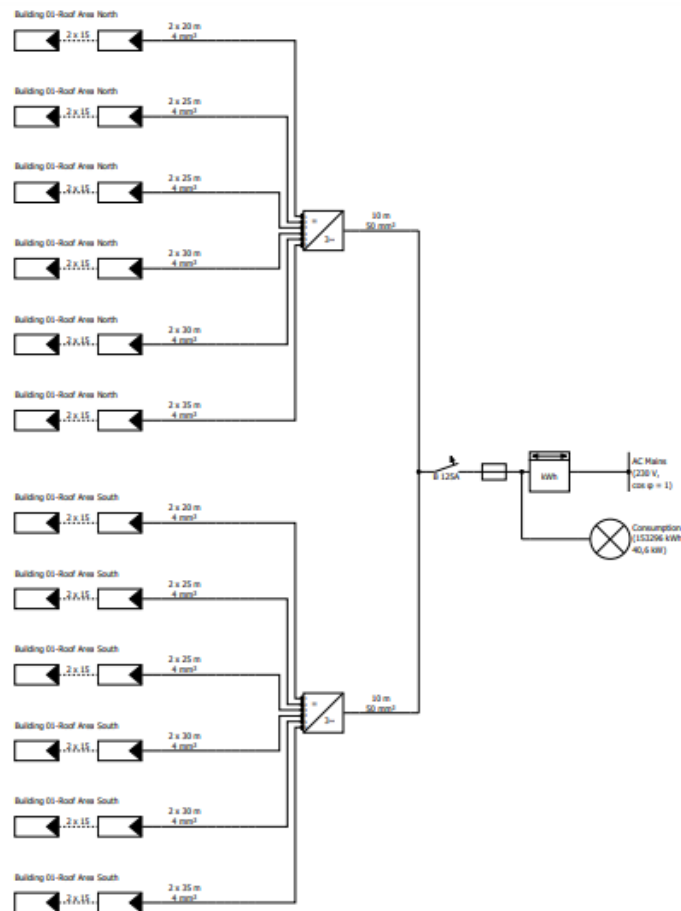 Building 01-Roof Area North
2 x 15
2 x 20 m
4 mm²
Building 01-Roof Area North
2 x 15
2 x 25 m
4 mm²
Building 01-Roof Area North
2 x 15
2 x 25 m
4 mm²
=
3~
10 m
50 mm²
Building 01-Roof Area North
2 x 15
2 x 30 m
4 mm²
Building 01-Roof Area North
2 x 15
2 x 30 m
4 mm²
Building 01-Roof Area North
2 x 15
2 x 35 m
4 mm²
B 125A
kWh
AC Mains
(230 V,
cos φ = 1)
Consumption
(153296 kWh
40,6 kW)
Building 01-Roof Area South
2 x 15
2 x 20 m
4 mm²
Building 01-Roof Area South
2 x 15
2 x 25 m
4 mm²
Building 01-Roof Area South
2 x 15
2 x 25 m
4 mm²
=
3~
10 m
50 mm²
Building 01-Roof Area South
2 x 15
2 x 30 m
4 mm²
Building 01-Roof Area South
2 x 15
2 x 30 m
4 mm²
Building 01-Roof Area South
2 x 15
2 x 35 m
4 mm²